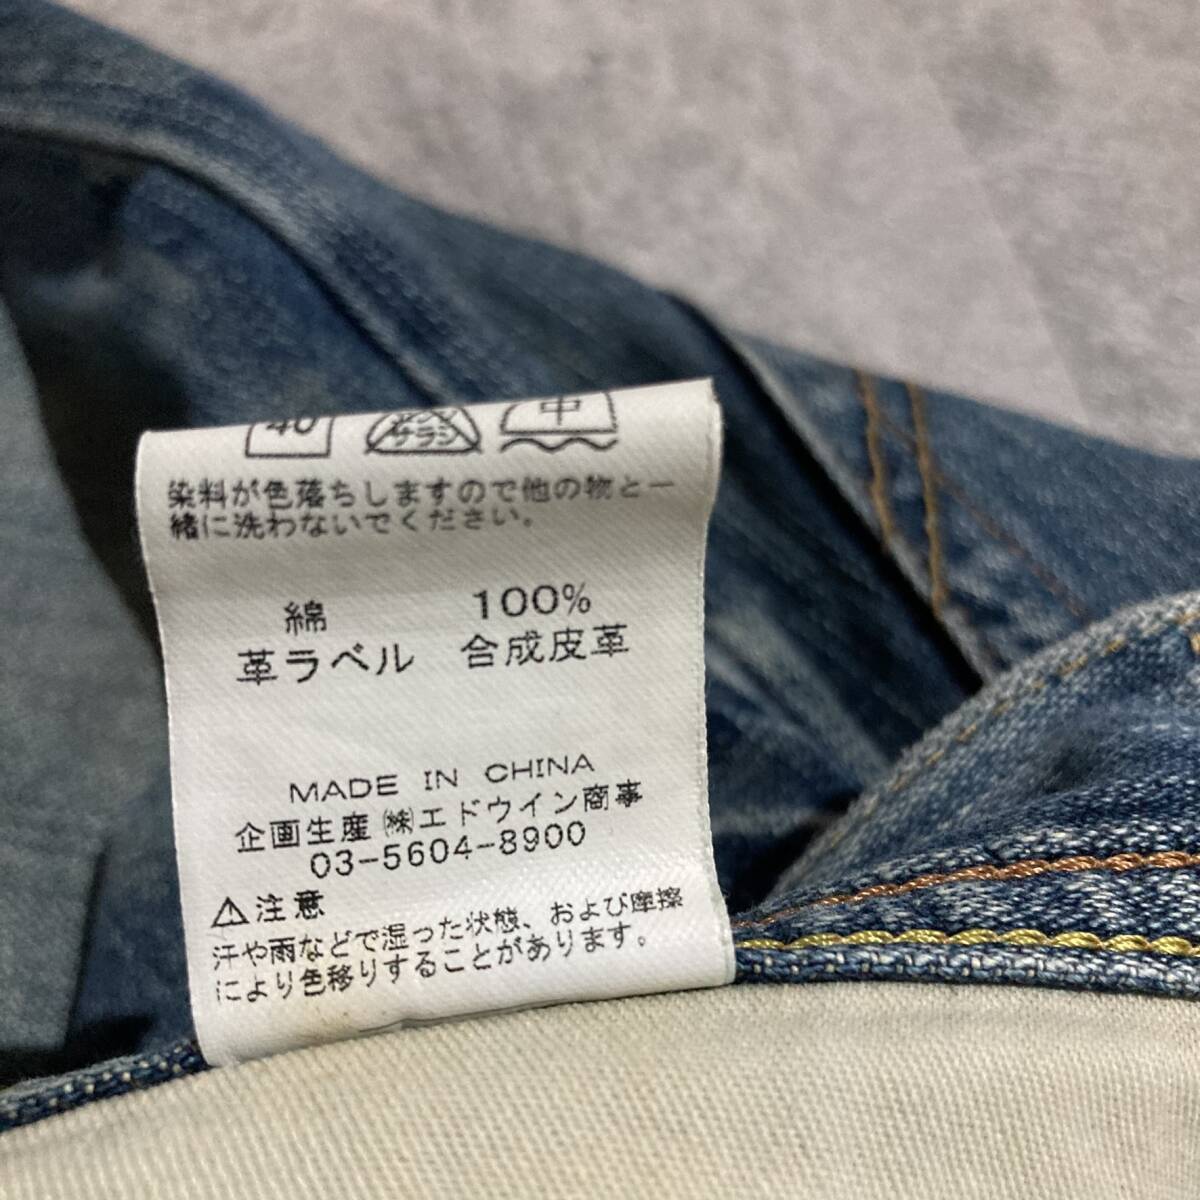 40
サラシ
中
染料が色落ちしますので他の物と一
緒に洗わないでください。
綿 100%
革ラベル 合成皮革
MADE IN CHINA
企画生産 ㈱エドウイン商事
03-5604-8900
⚠注意
汗や雨などで湿った状態、および摩擦
により色移りすることがあります。